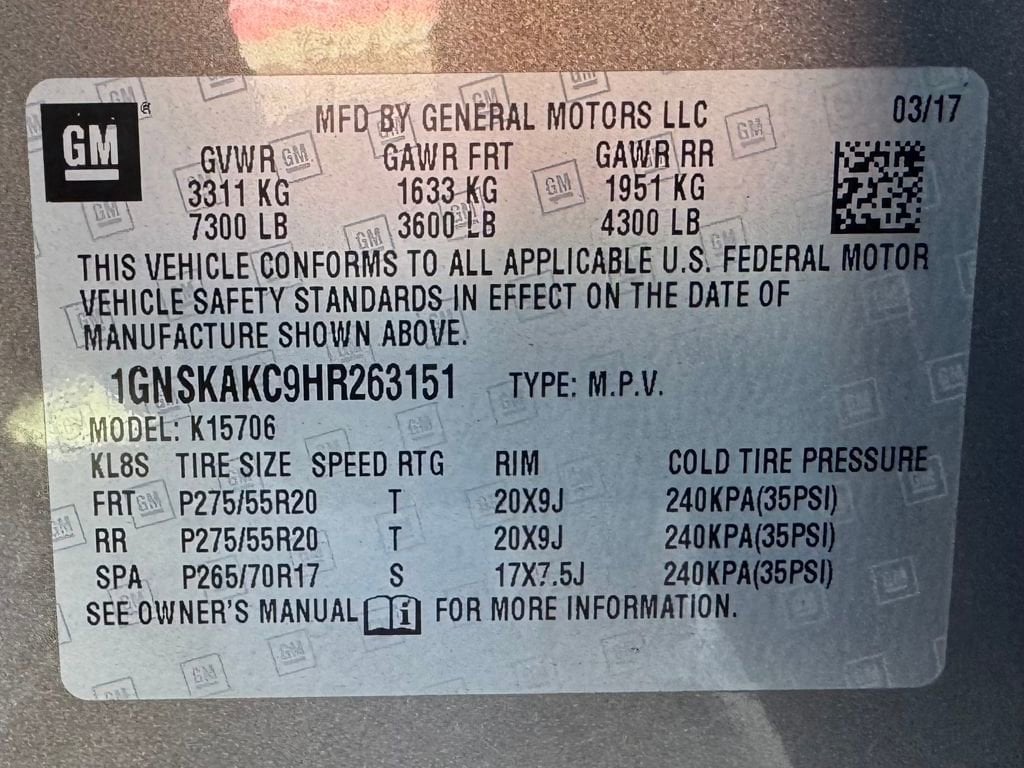 GM ® MFD BY GENERAL MOTORS LLC 03/17
GVWR GAWR FRT GAWR RR
3311 KG 1633 KG 1951 KG
7300 LB 3600 LB 4300 LB
THIS VEHICLE CONFORMS TO ALL APPLICABLE U.S. FEDERAL MOTOR
VEHICLE SAFETY STANDARDS IN EFFECT ON THE DATE OF
MANUFACTURE SHOWN ABOVE.
1GNSKAKC9HR263151 TYPE: M.P.V.
MODEL: K15706
KL8S TIRE SIZE SPEED RTG RIM COLD TIRE PRESSURE
FRT P275/55R20 T 20X9J 240KPA(35PSI)
RR P275/55R20 T 20X9J 240KPA(35PSI)
SPA P265/70R17 S 17X7.5J 240KPA(35PSI)
SEE OWNER'S MANUAL i FOR MORE INFORMATION.